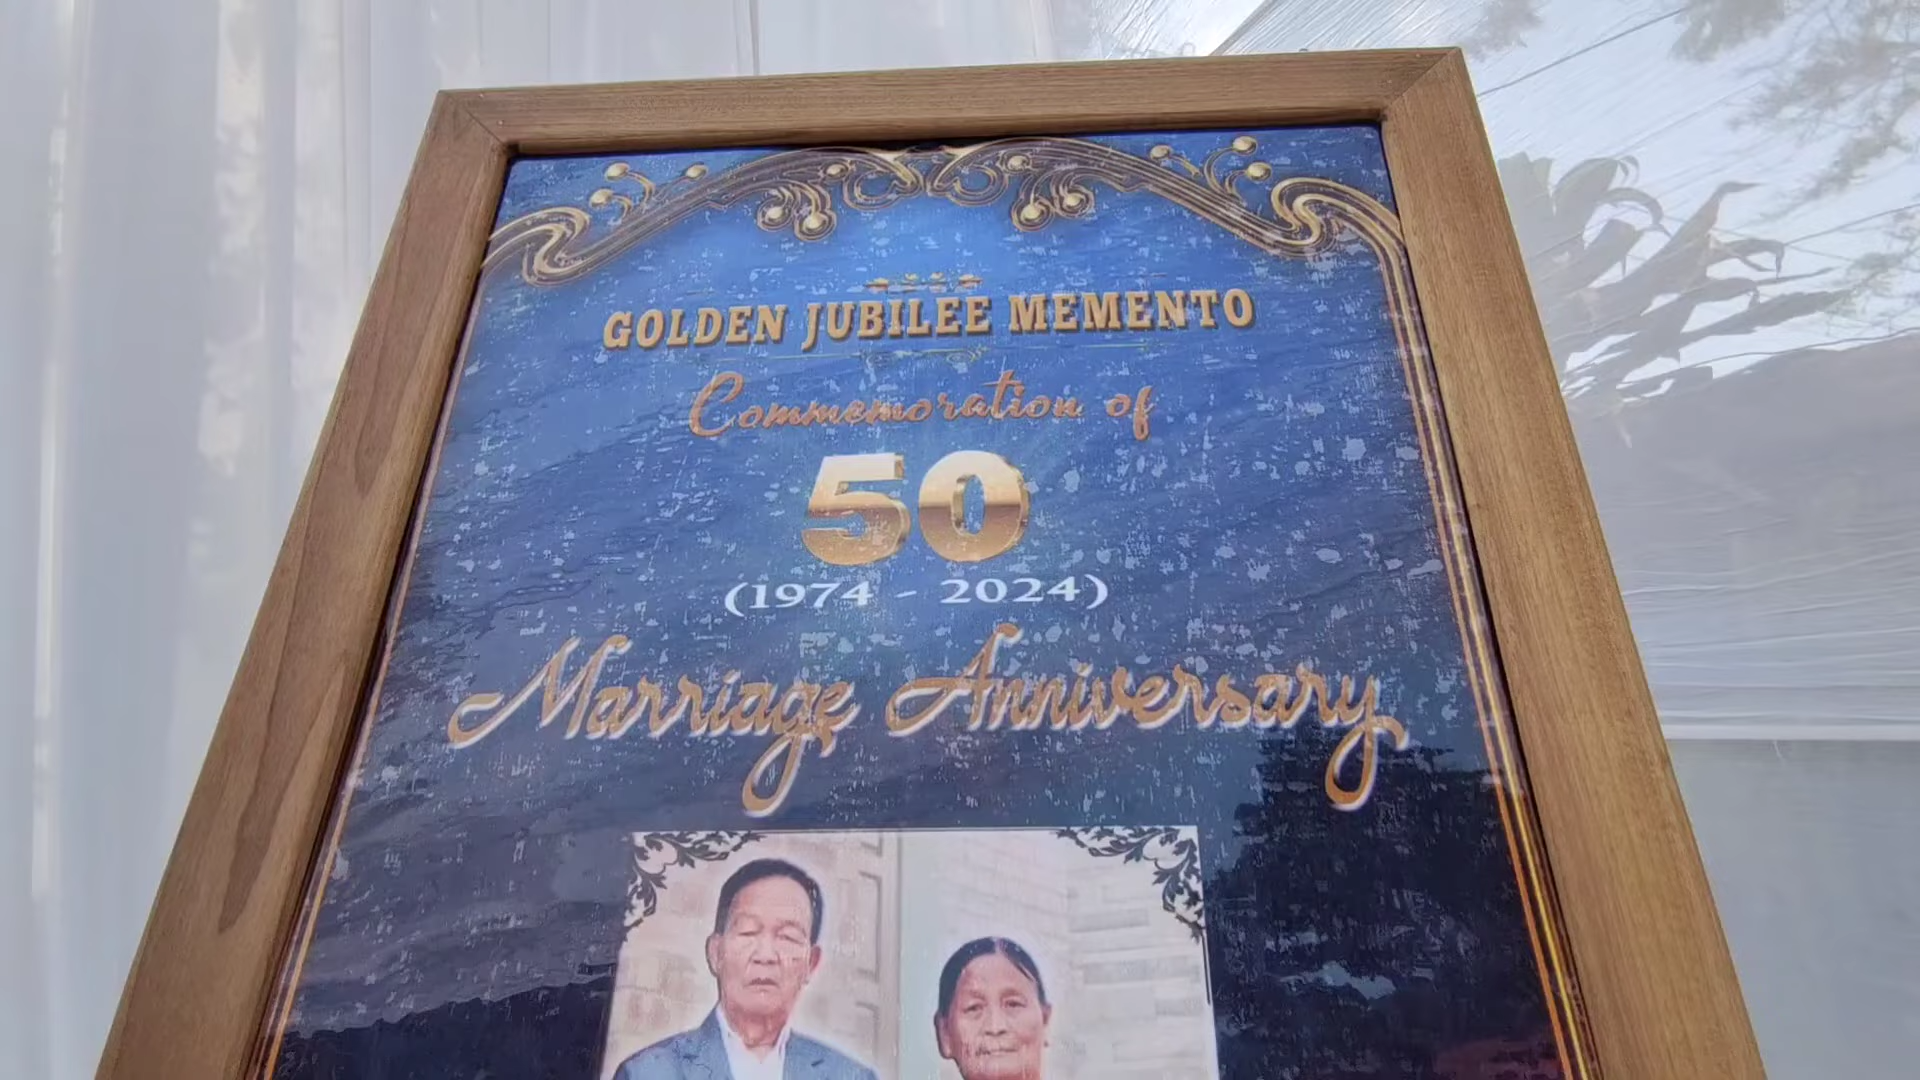 GOLDEN JUBILEE MEMENTO
Commemoration of
50
(1974 - 2024)
Marriage Anniversary